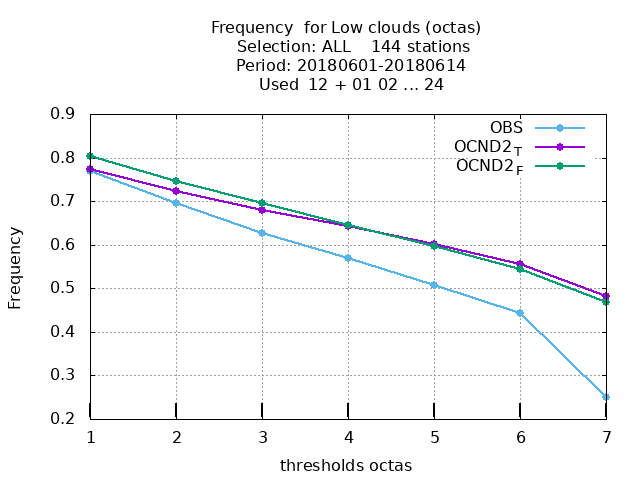 Frequency  for Low clouds (octas)
Selection: ALL    144 stations
Period: 20180601-20180614
Used  12 + 01 02 ... 24
0.9
0.8
0.7
0.6
0.5
0.4
0.3
0.2
Frequency
OBS
OCND2T
OCND2F
1 2 3 4 5 6 7
thresholds octas